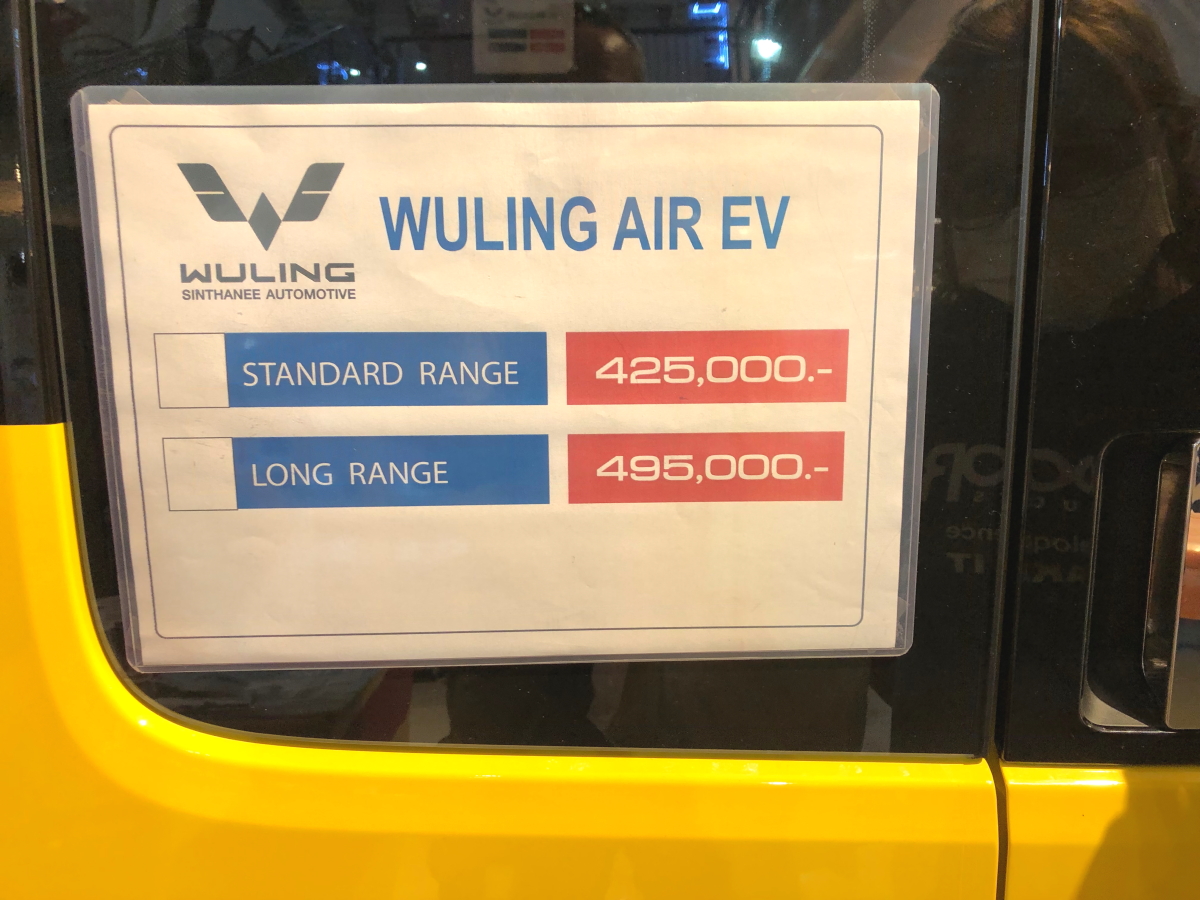 WULING
SINTHANEE AUTOMOTIVE
WULING AIR EV
STANDARD RANGE 425,000.-
LONG RANGE 495,000.-